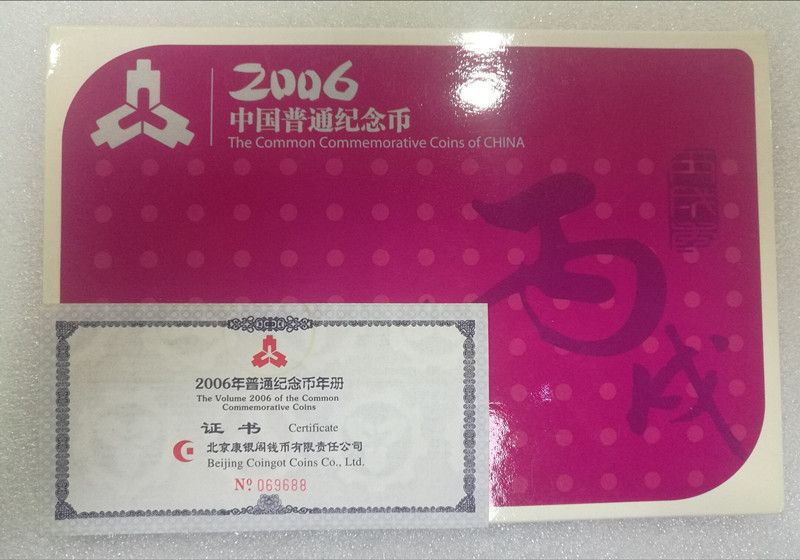 2006
中国普通纪念币
The Common Commemorative Coins of CHINA
丙戌
2006年普通纪念币年册
The Volume 2006 of the Common
Commemorative Coins
证书 Certificate
北京康银阁钱币有限责任公司
Beijing Coingot Coins Co., Ltd.
Nº 069688